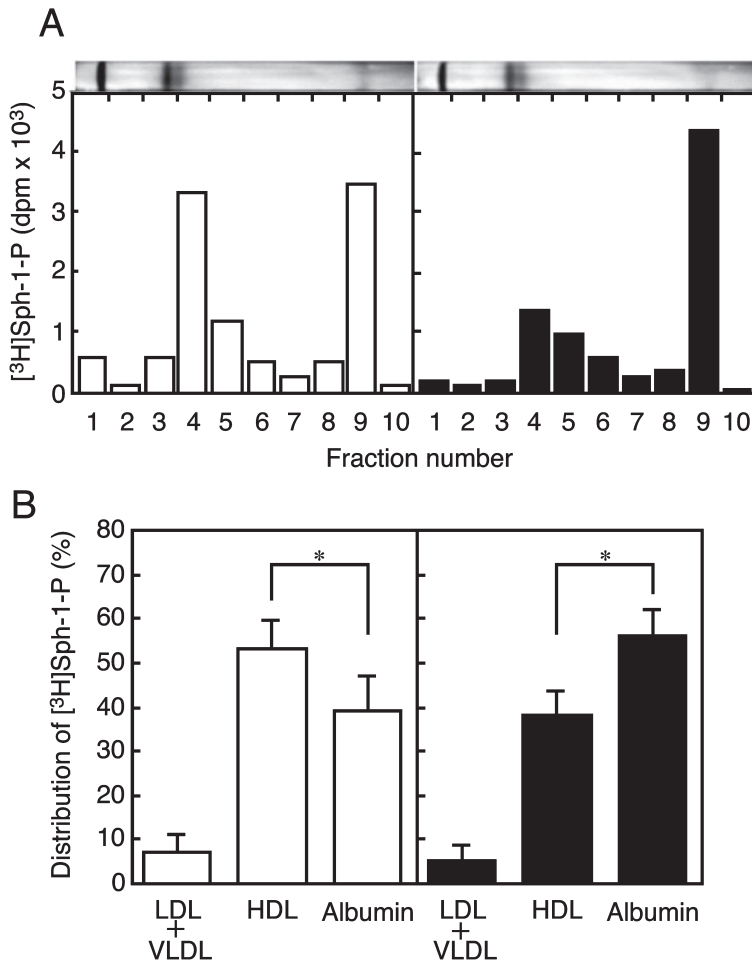 A
[³H]Sph-1-P (dpm x 10³)
5
4
3
2
1
0
1 2 3 4 5 6 7 8 9 10 1 2 3 4 5 6 7 8 9 10
Fraction number
B
Distribution of [³H]Sph-1-P (%)
80
70
60
50
40
30
20
10
0
* *
LDL + VLDL HDL Albumin LDL + VLDL HDL Albumin